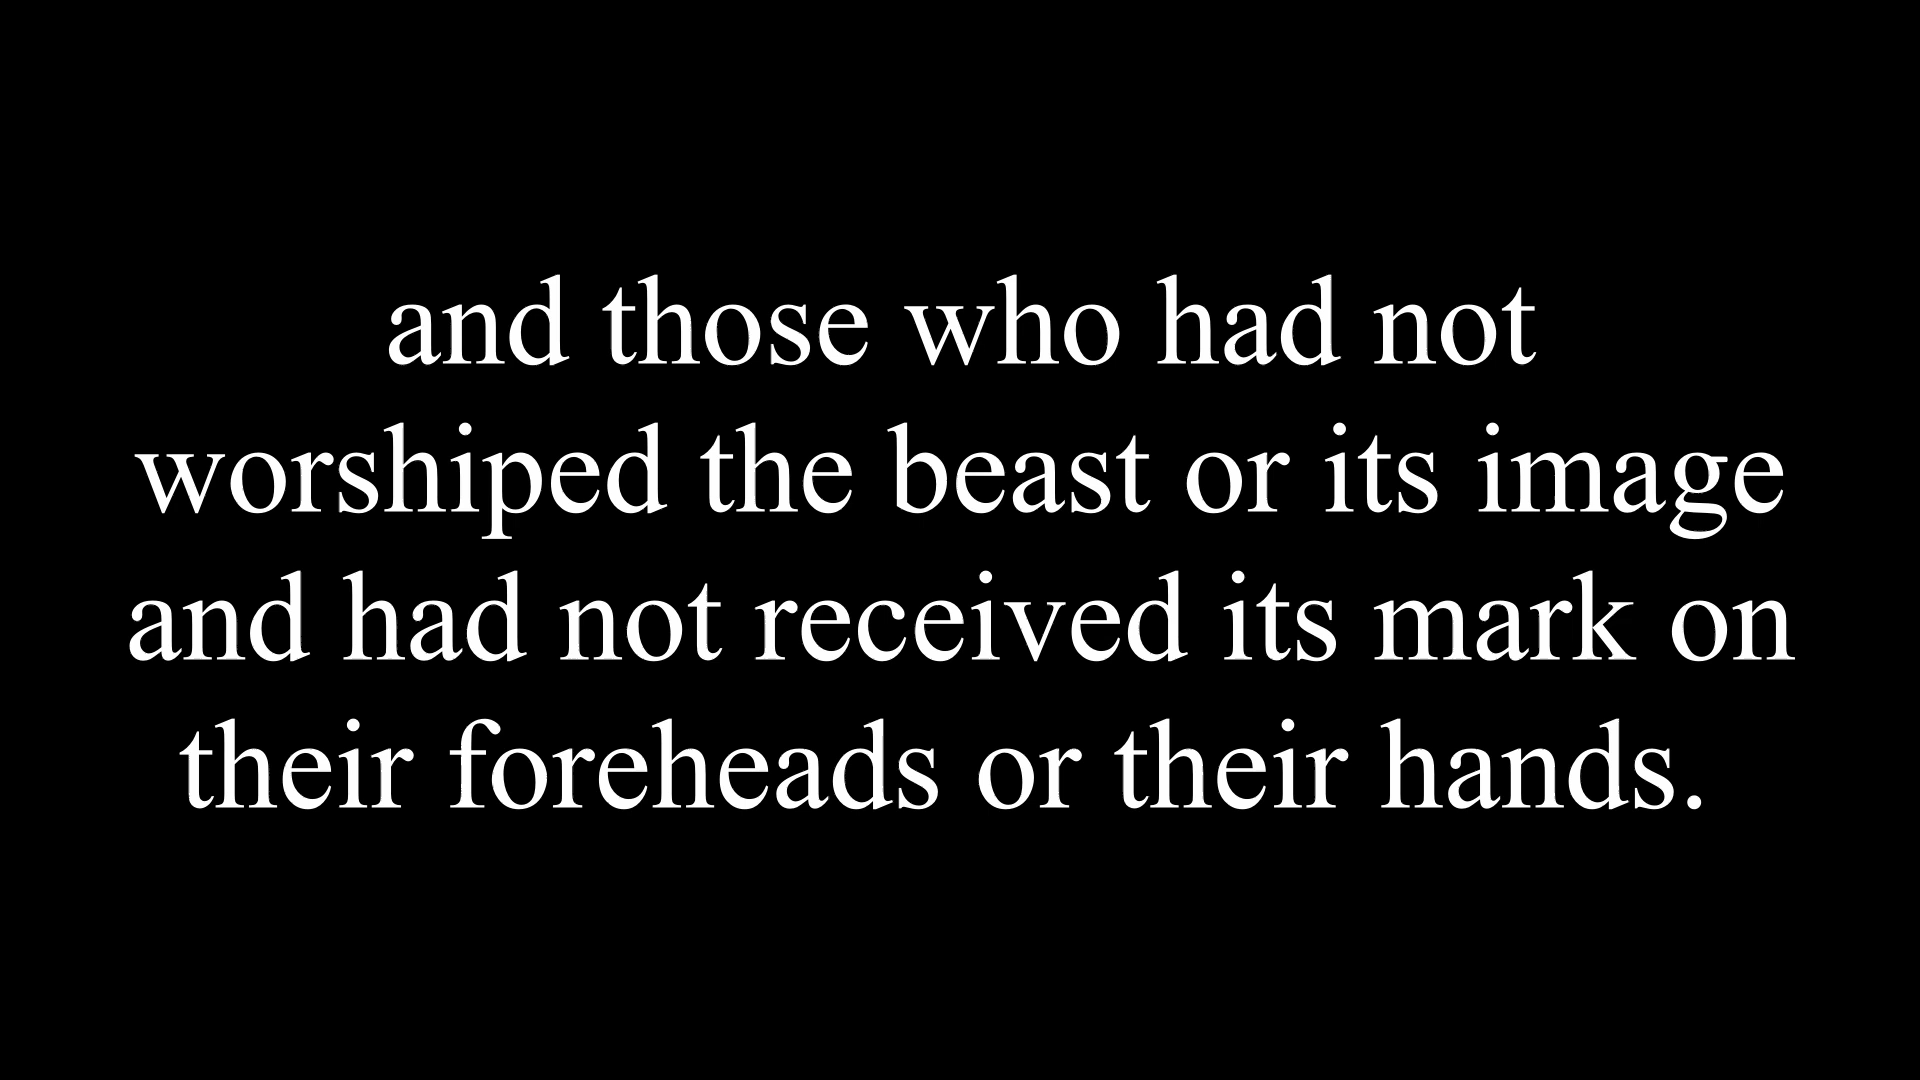 and those who had not
worshiped the beast or its image
and had not received its mark on
their foreheads or their hands.